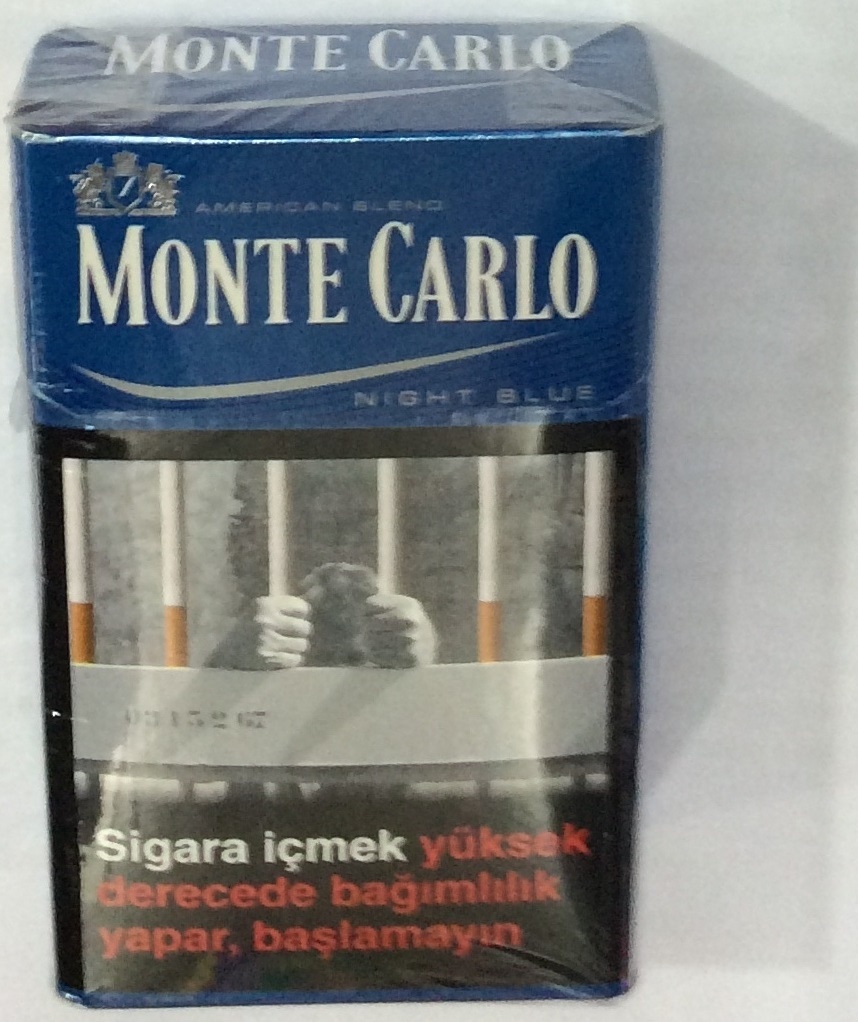 MONTE CARLO
AMERICAN BLEND
MONTE CARLO
NIGHT BLUE
Sigara içmek yüksek
derecede bağımlılık
yapar, başlamayın